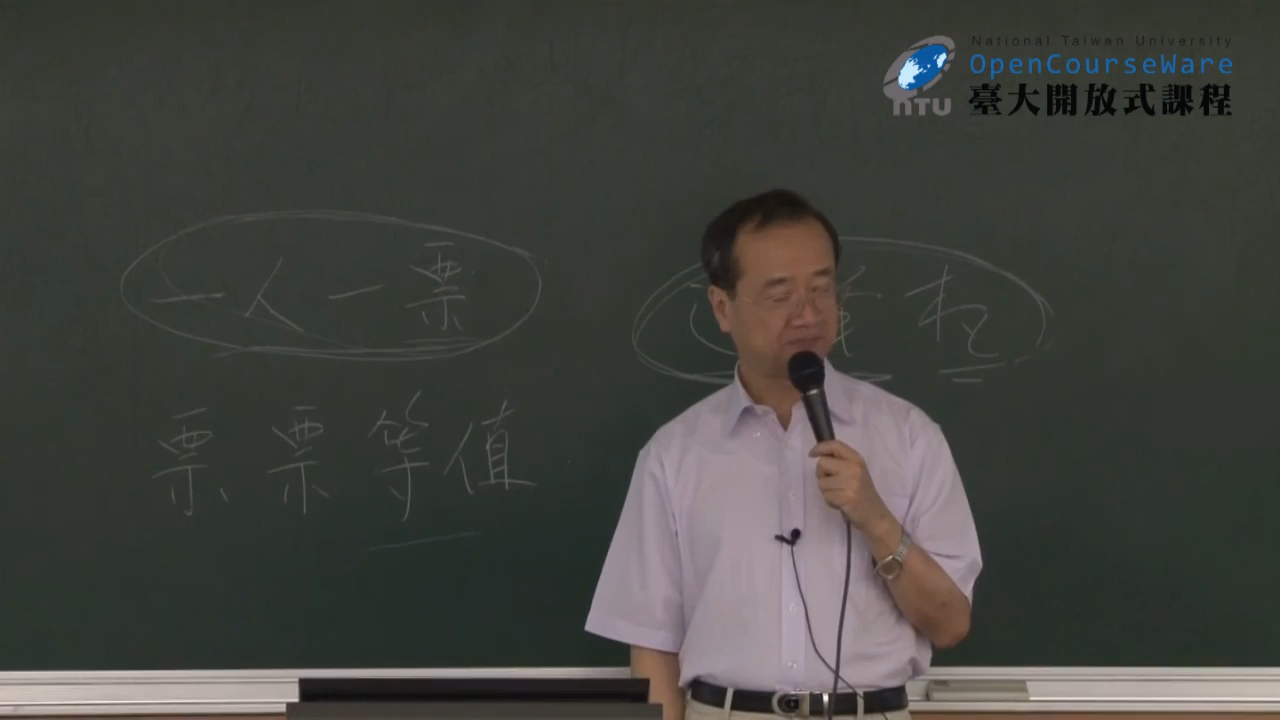 National Taiwan University
OpenCourseWare
NTU
臺大開放式課程
一人一票
票票等值